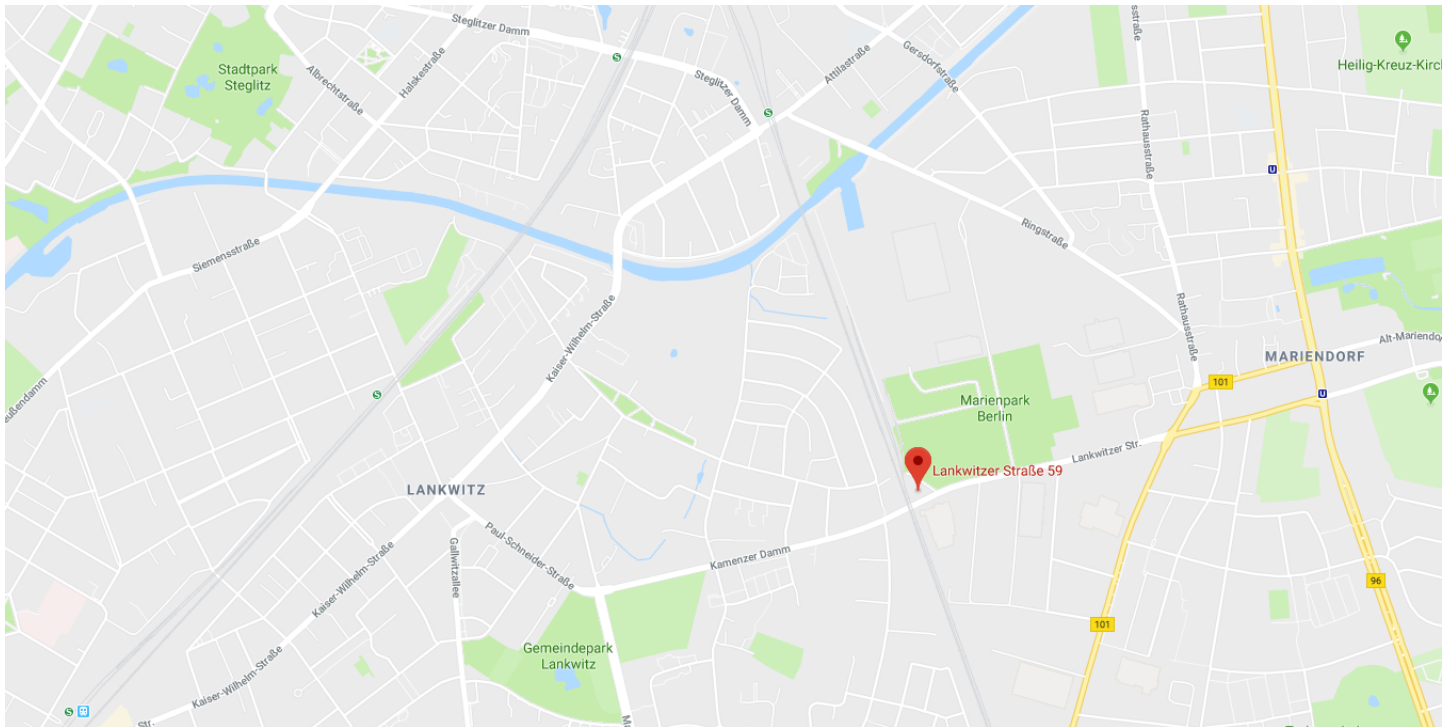 Steglitzer Damm
Stadtpark
Steglitz
Albrechtstraße
Halskestraße
Steglitzer Damm
Attilastraße
Gersdorfstraße
Heilig-Kreuz-Kirch
Rathausstraße
Siemensstraße
Ringstraße
Kaiser-Wilhelm-Straße
Rathausstraße
MARIENDORF
Alt-Mariendo
101
eußendamm
Marienpark
Berlin
Lankwitzer Str.
Lankwitzer Straße 59
LANKWITZ
Paul-Schneider-Straße
Gallwitzallee
Kaiser-Wilhelm-Straße
Kamenzer Damm
96
101
Gemeindepark
Lankwitz
Kaiser-Wilhelm-Straße
Str.
S
S
S
S
U
U